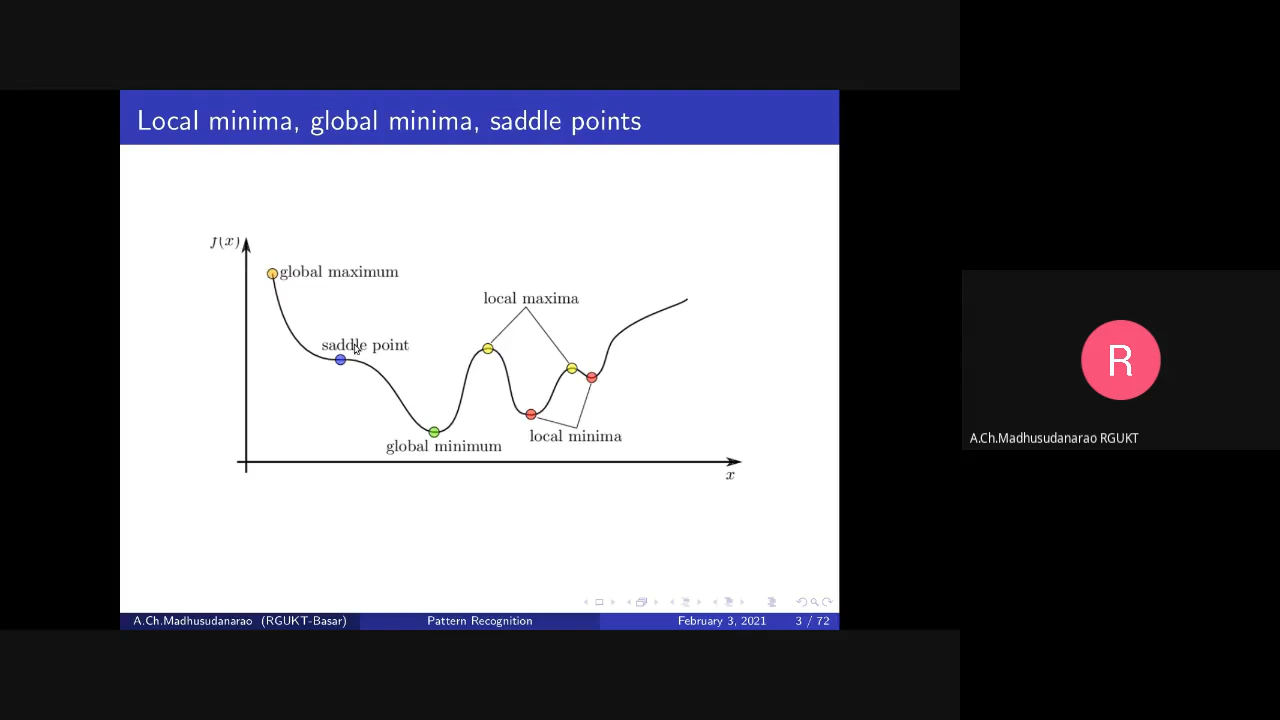 Local minima, global minima, saddle points
f(x)
global maximum
local maxima
saddle point
local minima
global minimum
x
A.Ch.Madhusudanarao (RGUKT-Basar)
Pattern Recognition
February 3, 2021
3 / 72
R
A.Ch.Madhusudanarao RGUKT